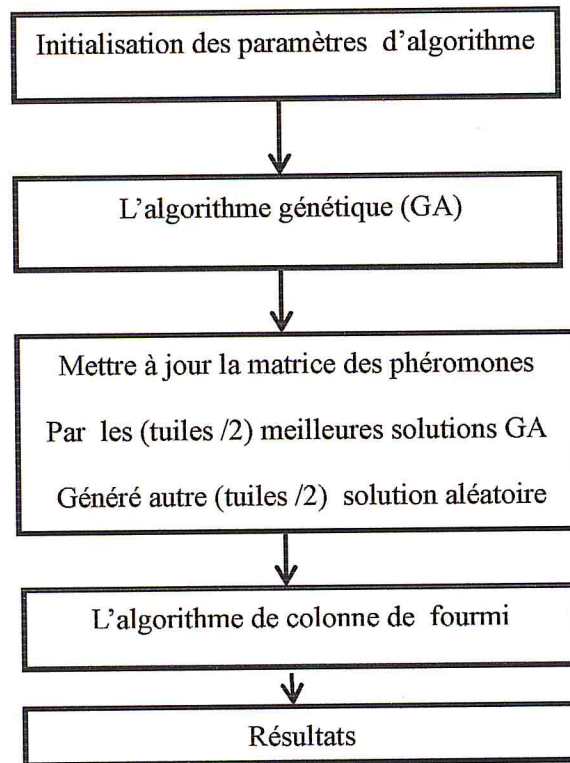 Initialisation des paramètres d'algorithme
L'algorithme génétique (GA)
Mettre à jour la matrice des phéromones
Par les (tuiles /2) meilleures solutions GA
Généré autre (tuiles /2) solution aléatoire
L'algorithme de colonne de fourmi
Résultats